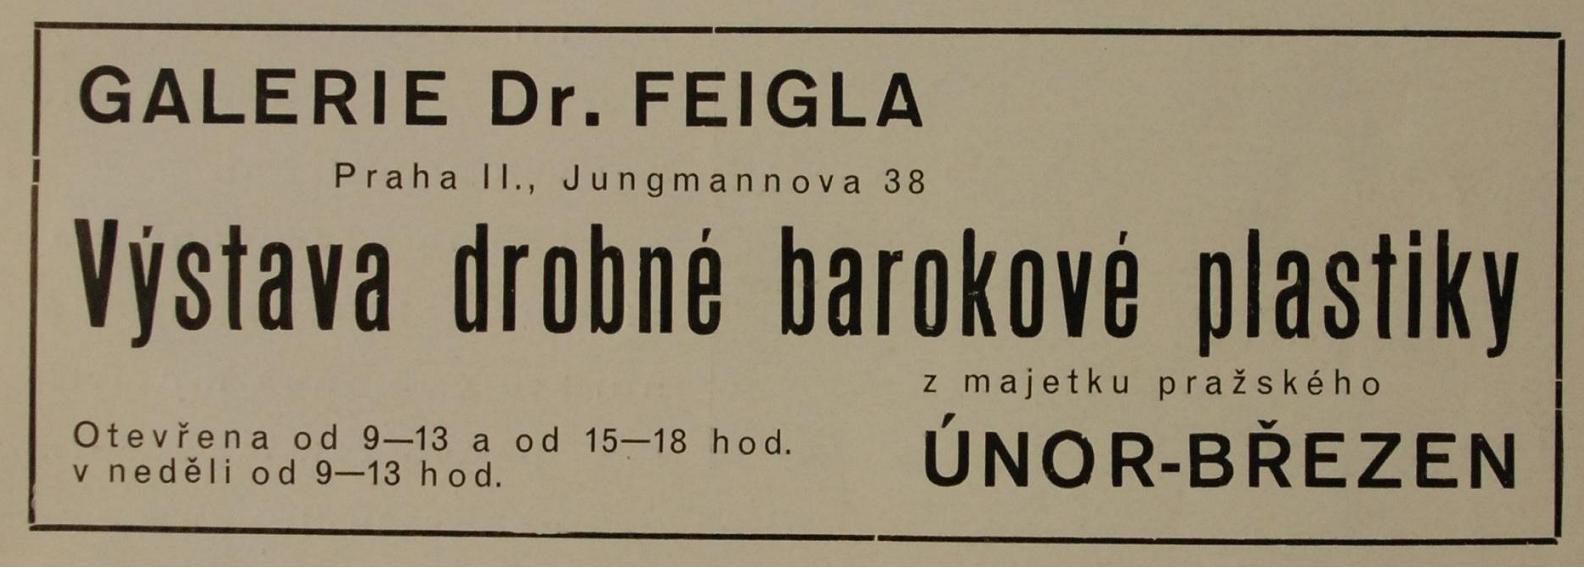 GALERIE Dr. FEIGLA
Praha II., Jungmannova 38
Výstava drobné barokové plastiky
z majetku pražského
Otevřena od 9—13 a od 15—18 hod.
v neděli od 9—13 hod.
ÚNOR-BŘEZEN